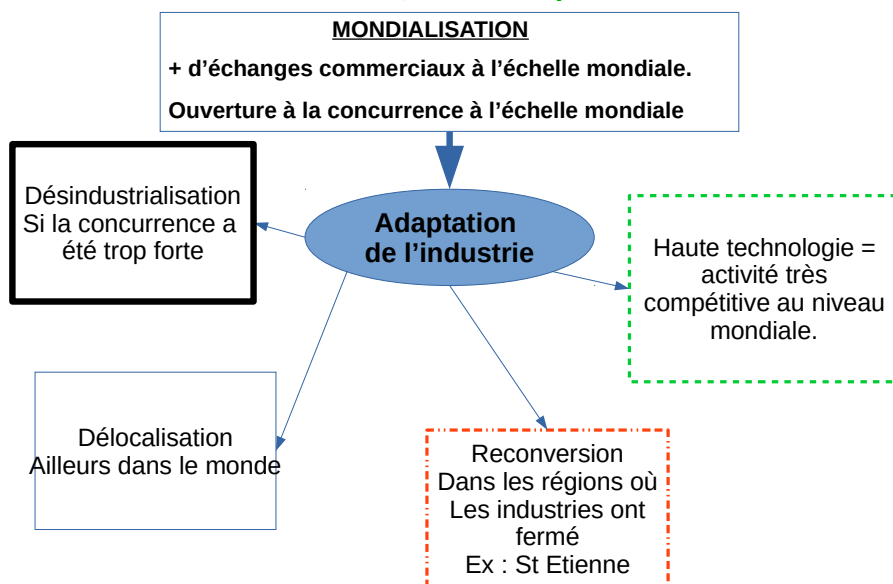 MONDIALISATION
+ d’échanges commerciaux à l’échelle mondiale.
Ouverture à la concurrence à l’échelle mondiale
Désindustrialisation
Si la concurrence a
été trop forte
Adaptation
de l’industrie
Haute technologie =
activité très
compétitive au niveau
mondiale.
Délocalisation
Ailleurs dans le monde
Reconversion
Dans les régions où
Les industries ont
fermé
Ex : St Etienne